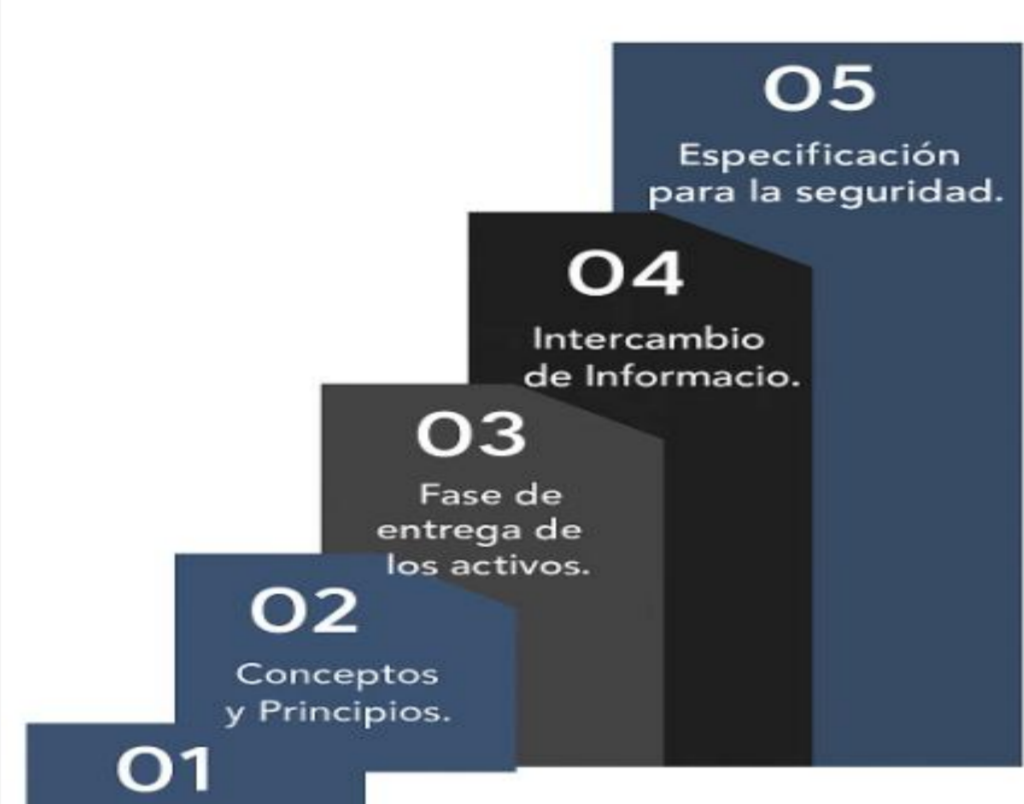 05
Especificación
para la seguridad.
04
Intercambio
de Informacio.
03
Fase de
entrega de
los activos.
02
Conceptos
y Principios.
01